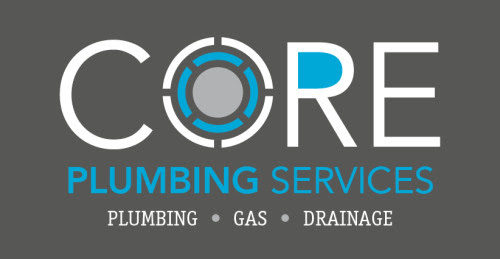 CORE
PLUMBING SERVICES
PLUMBING • GAS • DRAINAGE